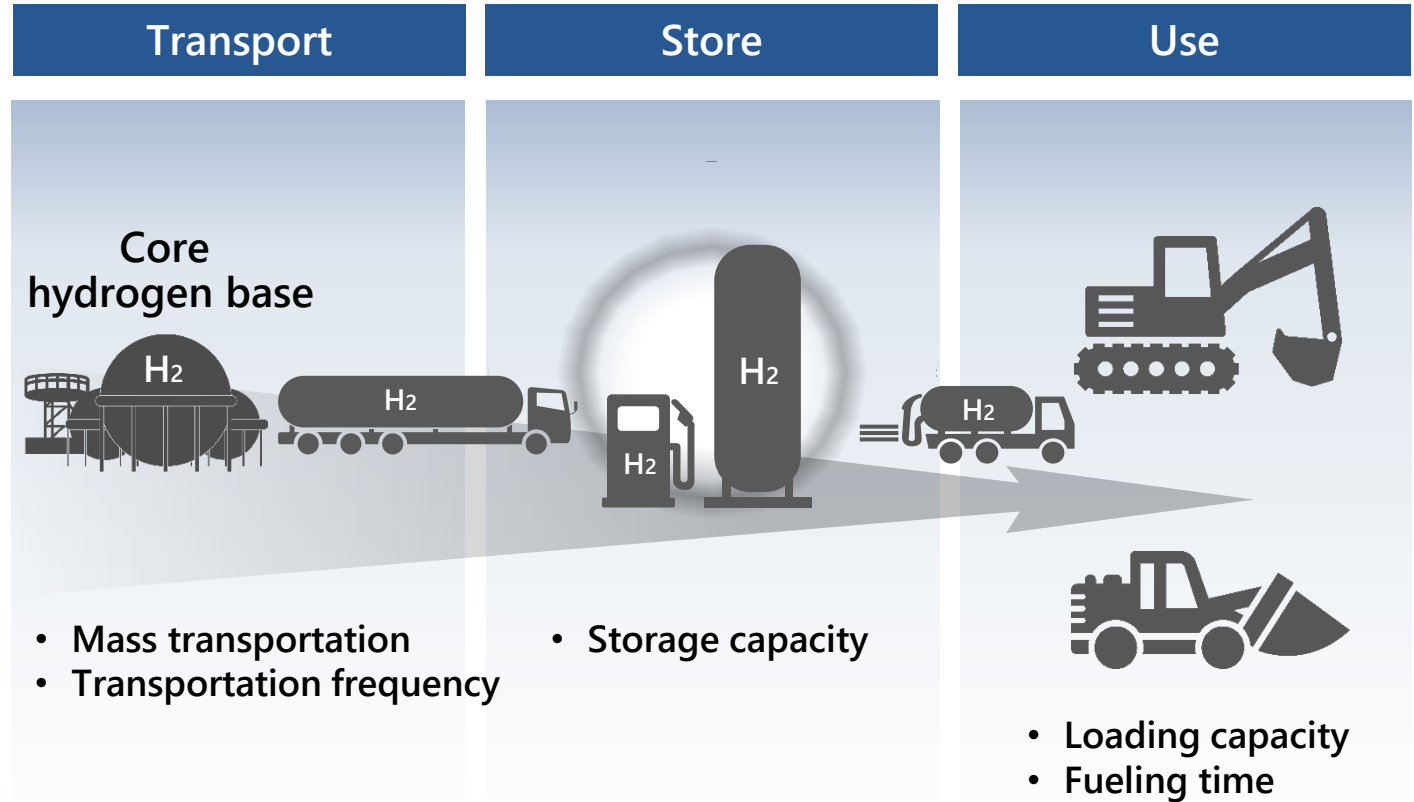 Transport
Store
Use
Core
hydrogen base
H2
H2
H2
H2
H2
• Mass transportation
• Transportation frequency
• Storage capacity
• Loading capacity
• Fueling time